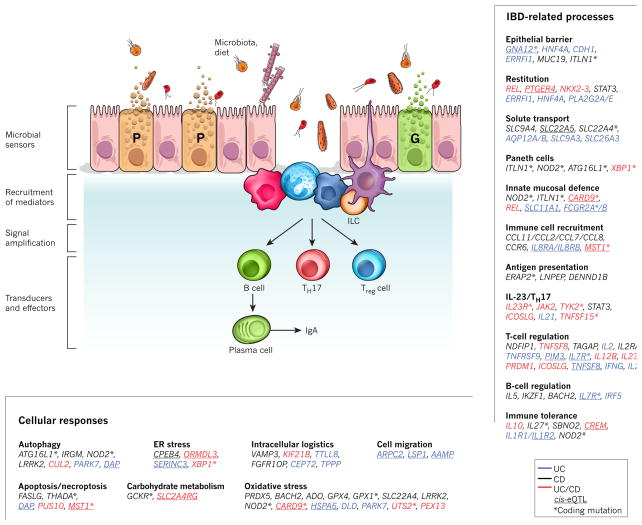 Microbiota,
diet
Microbial
sensors
Recruitment
of mediators
Signal
amplification
Transducers
and effectors
P
P
G
ILC
B cell
TH17
Treg cell
Plasma cell
IgA
IBD-related processes
Epithelial barrier
GNA12*, HNF4A, CDH1,
ERRFI1, MUC19, ITLN1*
Restitution
REL, PTGER4, NKX2-3, STAT3,
ERRFI1, HNF4A, PLA2G2A/E
Solute transport
SLC9A4, SLC22A5, SLC22A4*,
AQP12A/B, SLC9A3, SLC26A3
Paneth cells
ITLN1*, NOD2*, ATG16L1*, XBP1*
Innate mucosal defence
NOD2*, ITLN1*, CARD9*,
REL, SLC11A1, FCGR2A*/B
Immune cell recruitment
CCL11/CCL2/CCL7/CCL8,
CCR6, IL8RA/IL8RB, MST1*
Antigen presentation
ERAP2*, LNPEP, DENND1B
IL-23/TH17
IL23R*, JAK2, TYK2*, STAT3,
ICOSLG, IL21, TNFSF15*
T-cell regulation
NDFIP1, TNFSF8, TAGAP, IL2, IL2RA
TNFRSF9, PIM3, IL7R*, IL12B, IL23
PRDM1, ICOSLG, TNFSF8, IFNG, IL2
B-cell regulation
IL5, IKZF1, BACH2, IL7R*, IRF5
Immune tolerance
IL10, IL27*, SBNO2, CREM,
IL1R1/IL1R2, NOD2*
Cellular responses
Autophagy
ATG16L1*, IRGM, NOD2*,
LRRK2, CUL2, PARK7, DAP
ER stress
CPEB4, ORMDL3,
SERINC3, XBP1*
Intracellular logistics
VAMP3, KIF21B, TTLL8,
FGFR1OP, CEP72, TPPP
Cell migration
ARPC2, LSP1, AAMP
Apoptosis/necroptosis
FASLG, THADA*,
DAP, PUS10, MST1*
Carbohydrate metabolism
GCKR*, SLC2A4RG
Oxidative stress
PRDX5, BACH2, ADO, GPX4, GPX1*, SLC22A4, LRRK2,
NOD2*, CARD9*, HSPA6, DLD, PARK7, UTS2*, PEX13
UC
CD
UC/CD
cis-eQTL
*Coding mutation